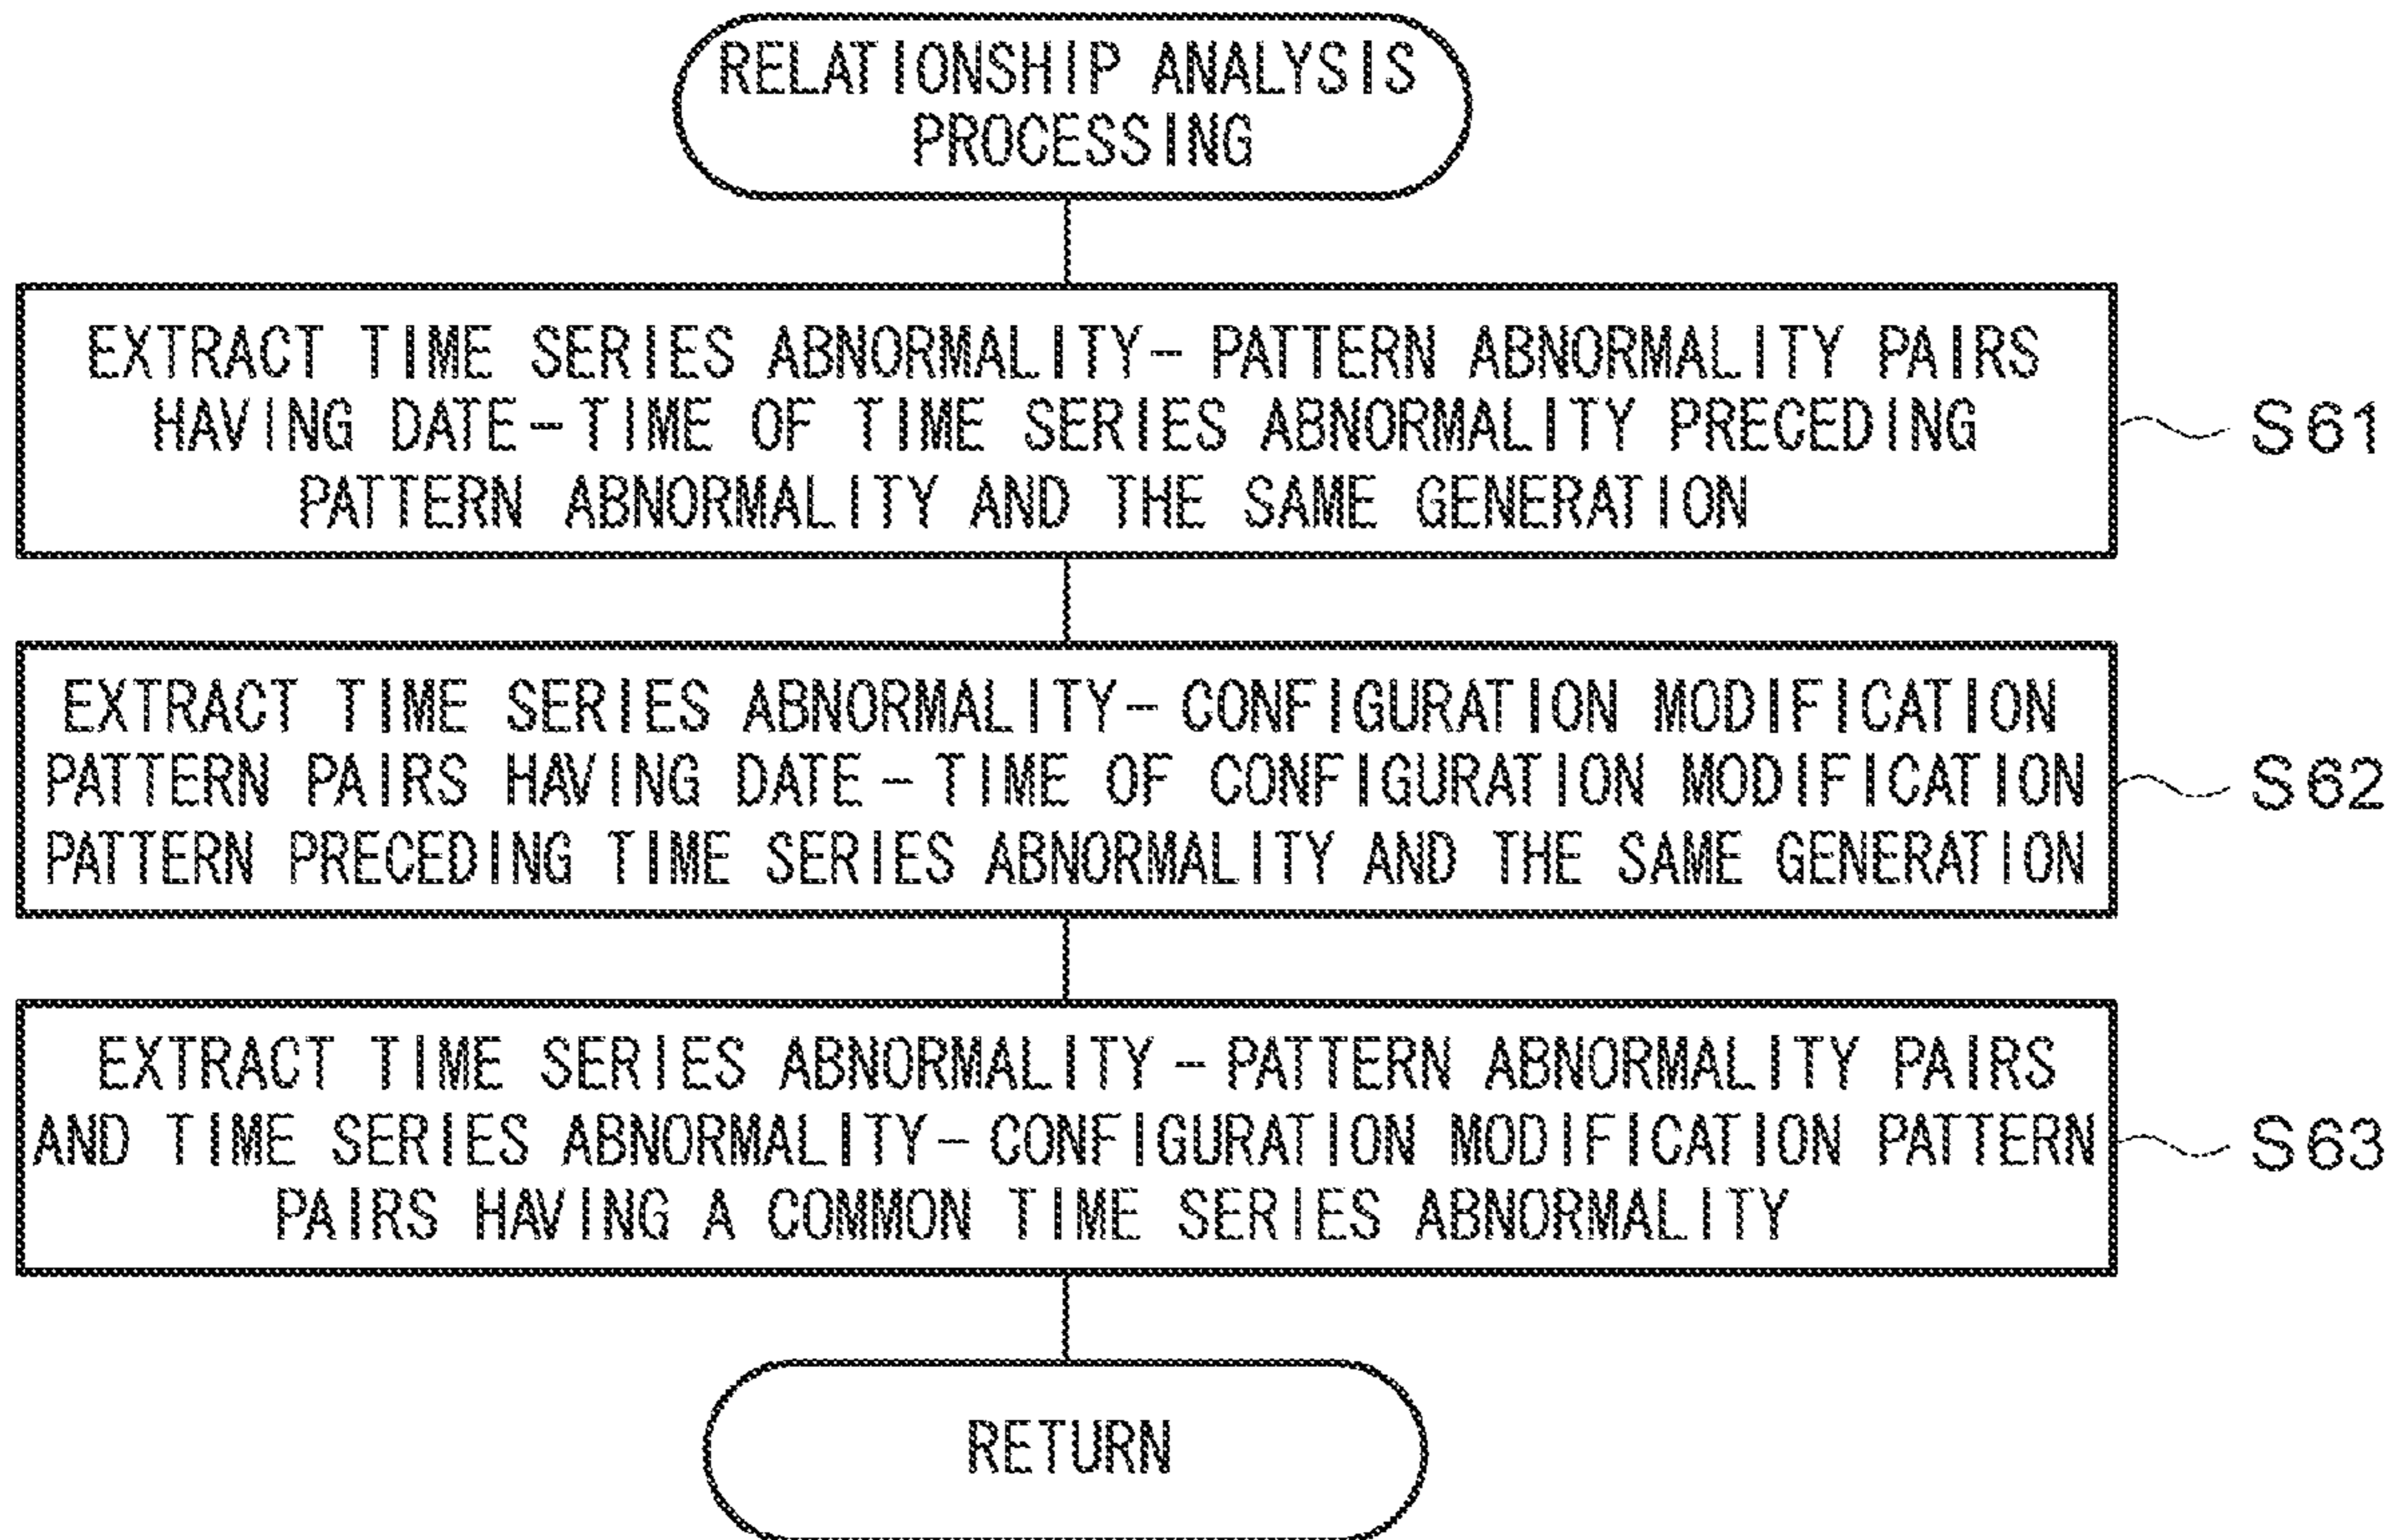 RELATIONSHIP ANALYSIS
PROCESSING
EXTRACT TIME SERIES ABNORMALITY- PATTERN ABNORMALITY PAIRS
HAVING DATE-TIME OF TIME SERIES ABNORMALITY PRECEDING
PATTERN ABNORMALITY AND THE SAME GENERATION
S61
EXTRACT TIME SERIES ABNORMALITY- CONFIGURATION MODIFICATION
PATTERN PAIRS HAVING DATE-TIME OF CONFIGURATION MODIFICATION
PATTERN PRECEDING TIME SERIES ABNORMALITY AND THE SAME GENERATION
S62
EXTRACT TIME SERIES ABNORMALITY-PATTERN ABNORMALITY PAIRS
AND TIME SERIES ABNORMALITY-CONFIGURATION MODIFICATION PATTERN
PAIRS HAVING A COMMON TIME SERIES ABNORMALITY
S63
RETURN